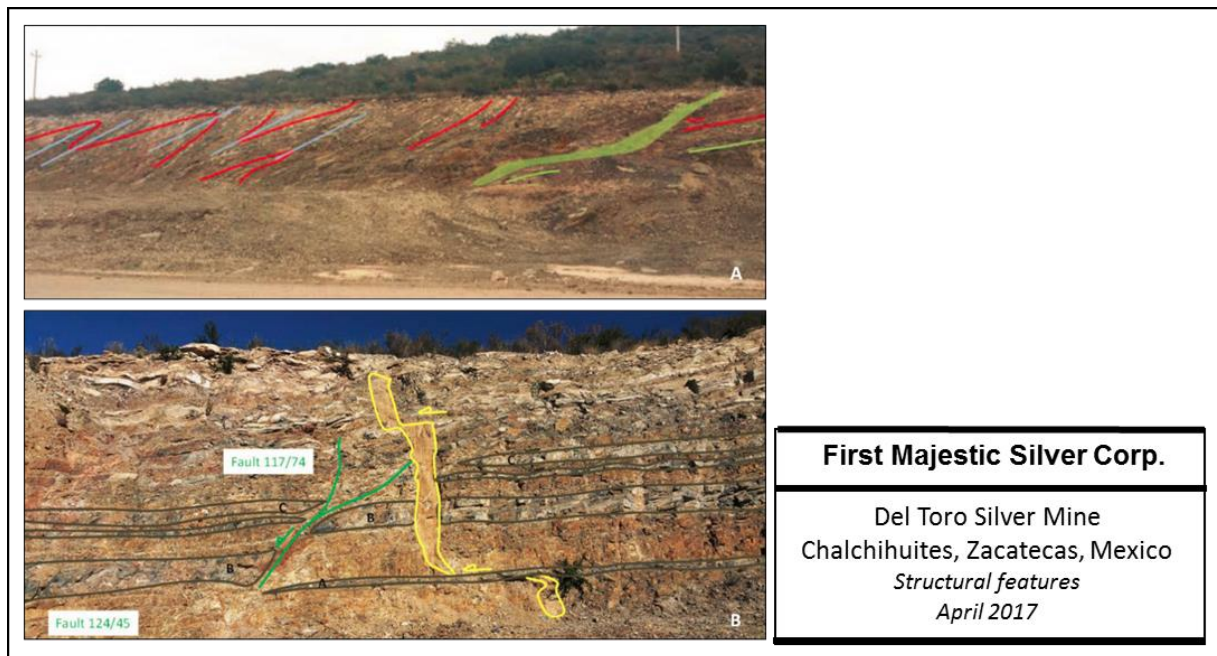 A
Fault 117/74
C
C
B
B
A
Fault 124/45
B
First Majestic Silver Corp.
Del Toro Silver Mine
Chalchihuites, Zacatecas, Mexico
Structural features
April 2017